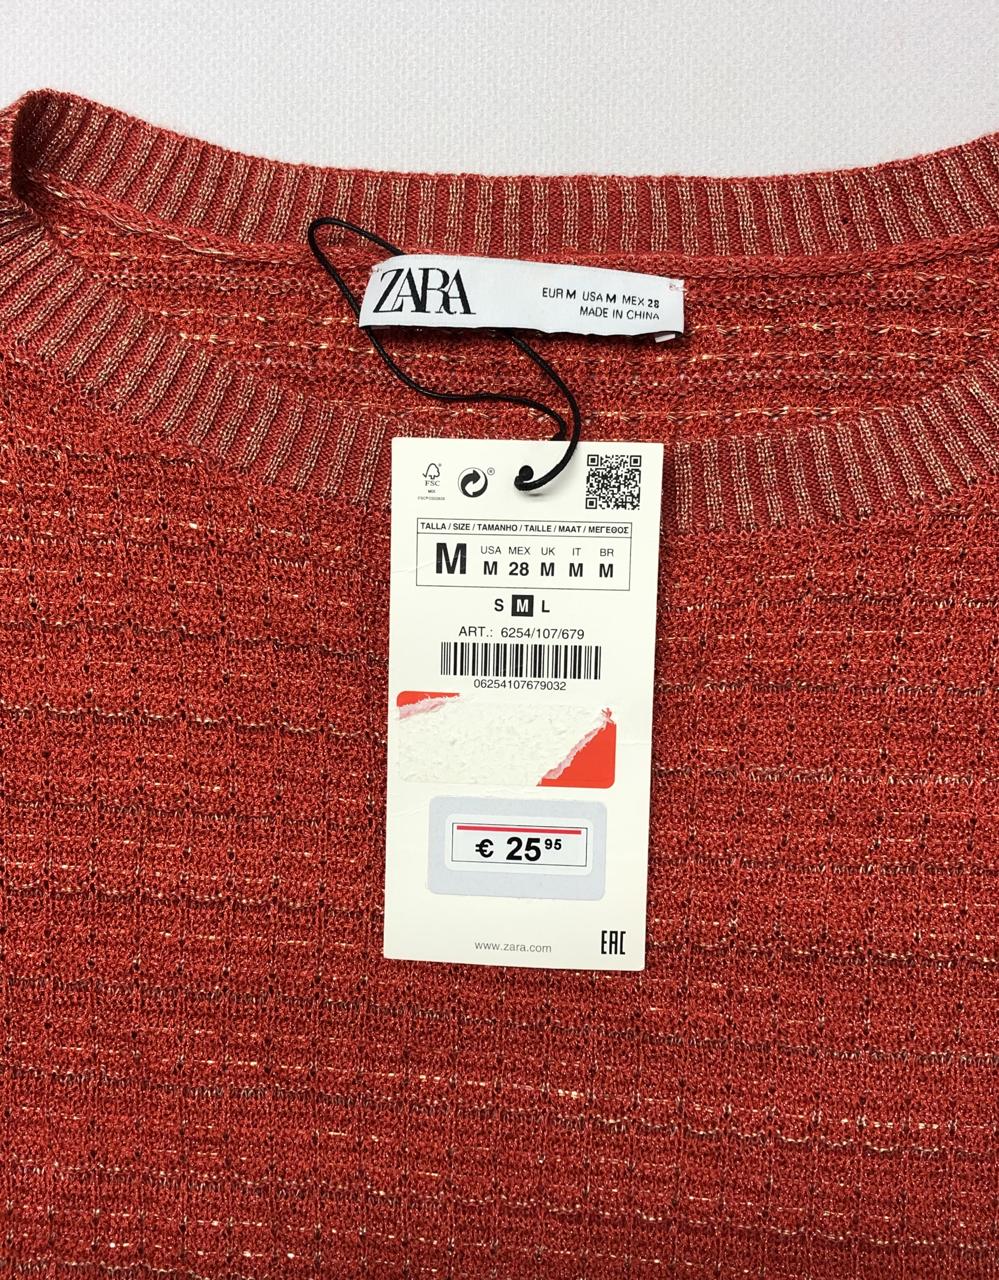 ZARA
EUR M USA M MEX 28
MADE IN CHINA
FSC
MIX
®
TALLA / SIZE / TAMANHO / TAILLE / MAAT / ΜΕΓΕΘΟΣ
M
USA MEX UK IT BR
M 28 M M M
S M L
ART.: 6254/107/679
06254107679032
€ 25 95
www.zara.com
EAC